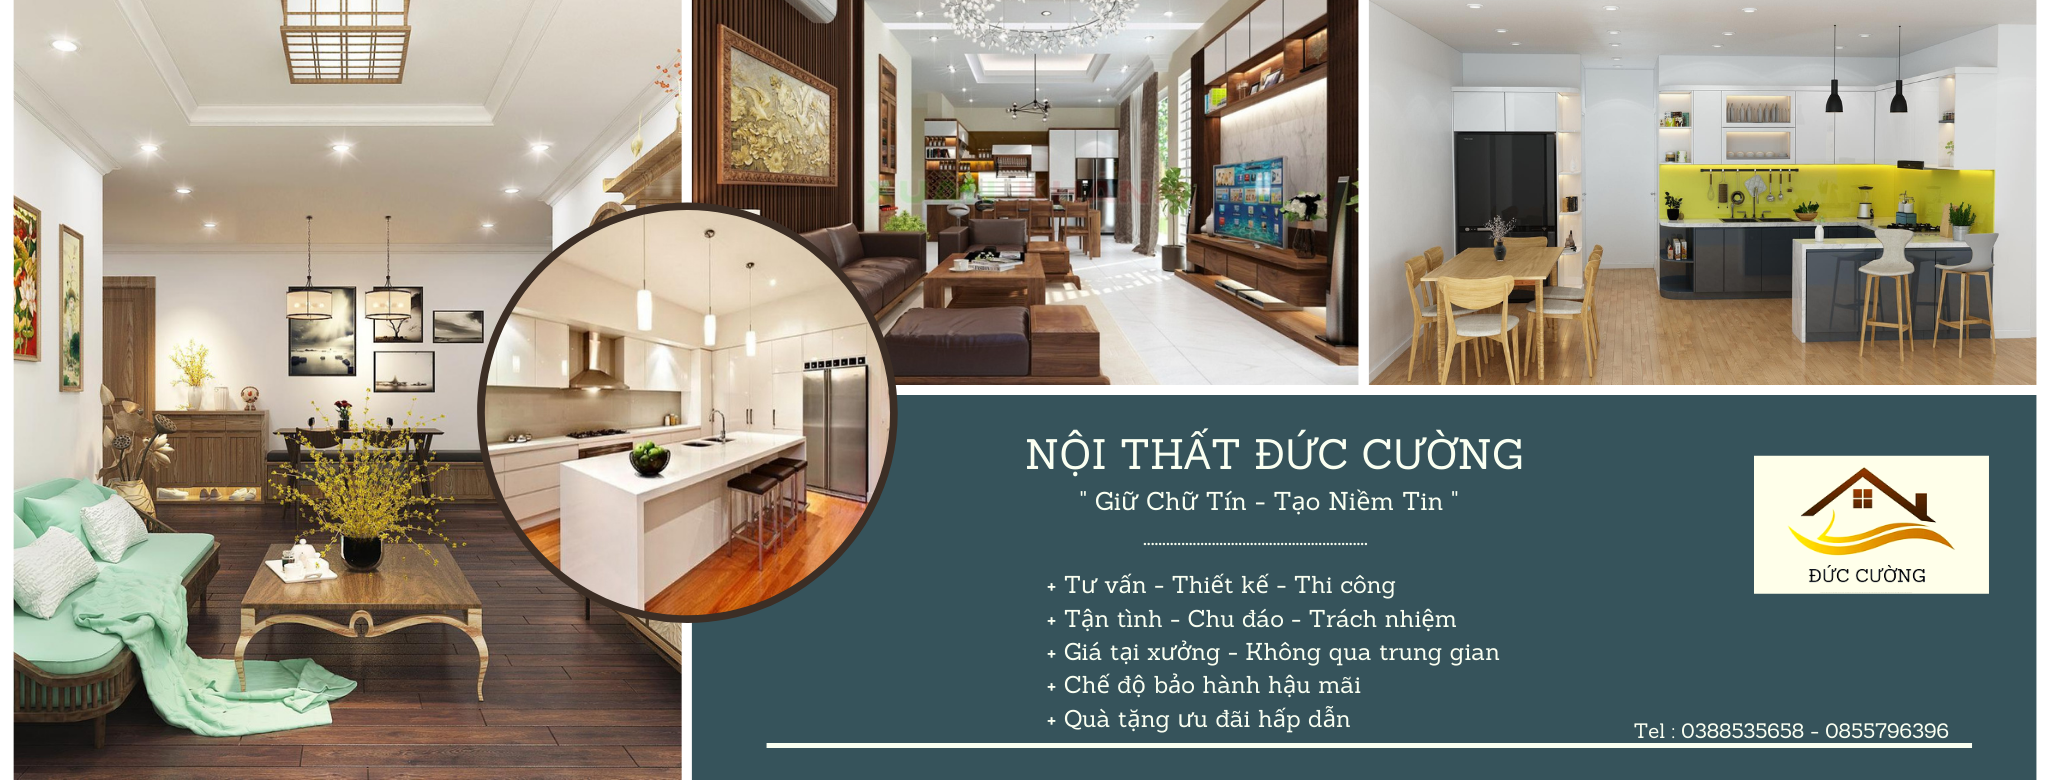 NỘI THẤT ĐỨC CƯỜNG
" Giữ Chữ Tín - Tạo Niềm Tin "
+ Tư vấn - Thiết kế - Thi công
+ Tận tình - Chu đáo - Trách nhiệm
+ Giá tại xưởng - Không qua trung gian
+ Chế độ bảo hành hậu mãi
+ Quà tặng ưu đãi hấp dẫn
ĐỨC CƯỜNG
Tel : 0388535658 - 0855796396